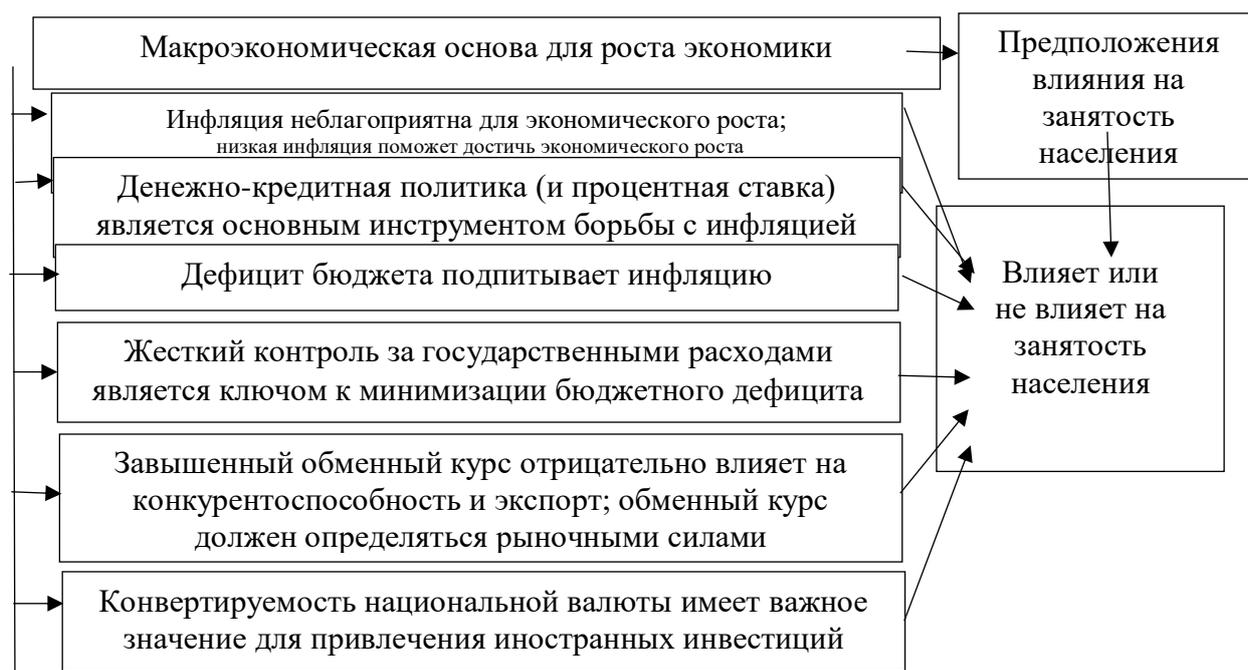 Макроэкономическая основа для роста экономики
Предположения
влияния на
занятость
населения
Инфляция неблагоприятна для экономического роста;
низкая инфляция поможет достичь экономического роста
Денежно-кредитная политика (и процентная ставка)
является основным инструментом борьбы с инфляцией
Дефицит бюджета подпитывает инфляцию
Жесткий контроль за государственными расходами
является ключом к минимизации бюджетного дефицита
Завышенный обменный курс отрицательно влияет на
конкурентоспособность и экспорт; обменный курс
должен определяться рыночными силами
Конвертируемость национальной валюты имеет важное
значение для привлечения иностранных инвестиций
Влияет или
не влияет на
занятость
населения